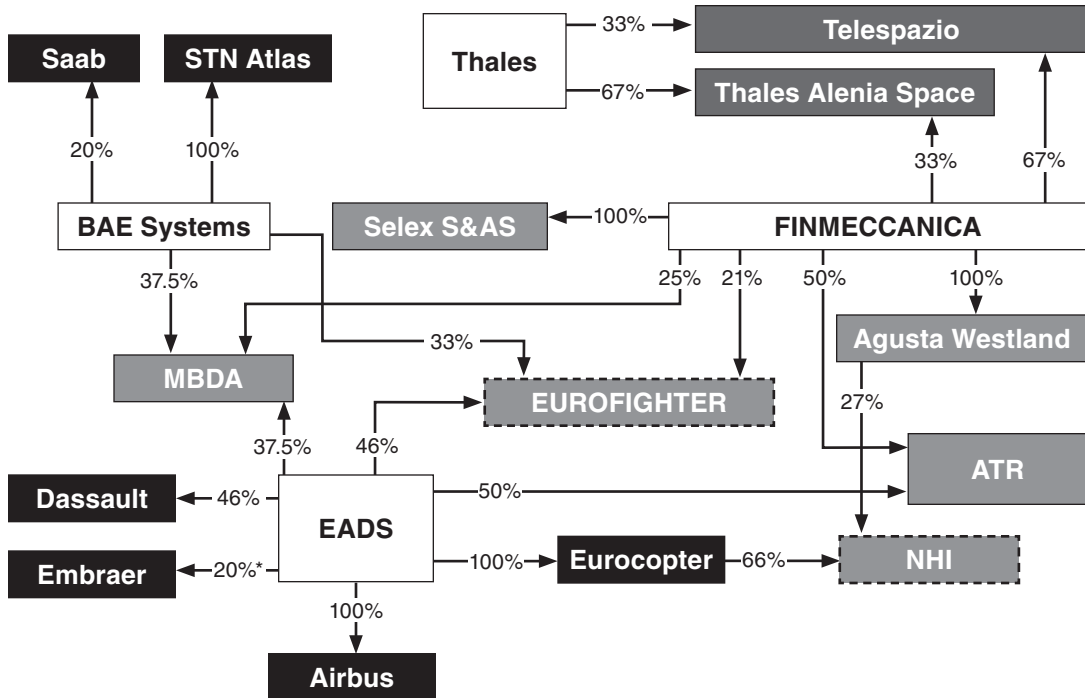 33%
Telespazio
Saab
STN Atlas
Thales
67%
Thales Alenia Space
20%
100%
33%
67%
BAE Systems
Selex S&AS
100%
FINMECCANICA
37.5%
25%
21%
50%
100%
33%
Agusta Westland
MBDA
EUROFIGHTER
27%
37.5%
46%
ATR
Dassault
46%
EADS
50%
Embraer
20%*
100%
Eurocopter
66%
NHI
100%
Airbus